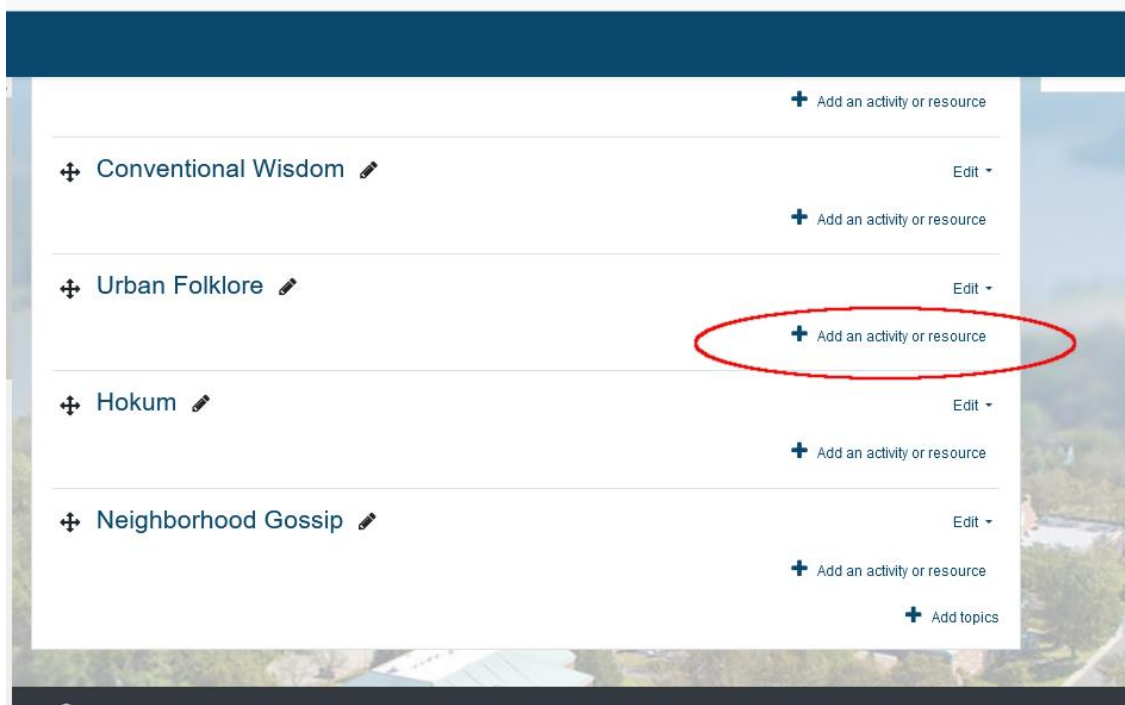 Add an activity or resource
Conventional Wisdom
Edit
Add an activity or resource
Urban Folklore
Edit
Add an activity or resource
Hokum
Edit
Add an activity or resource
Neighborhood Gossip
Edit
Add an activity or resource
Add topics